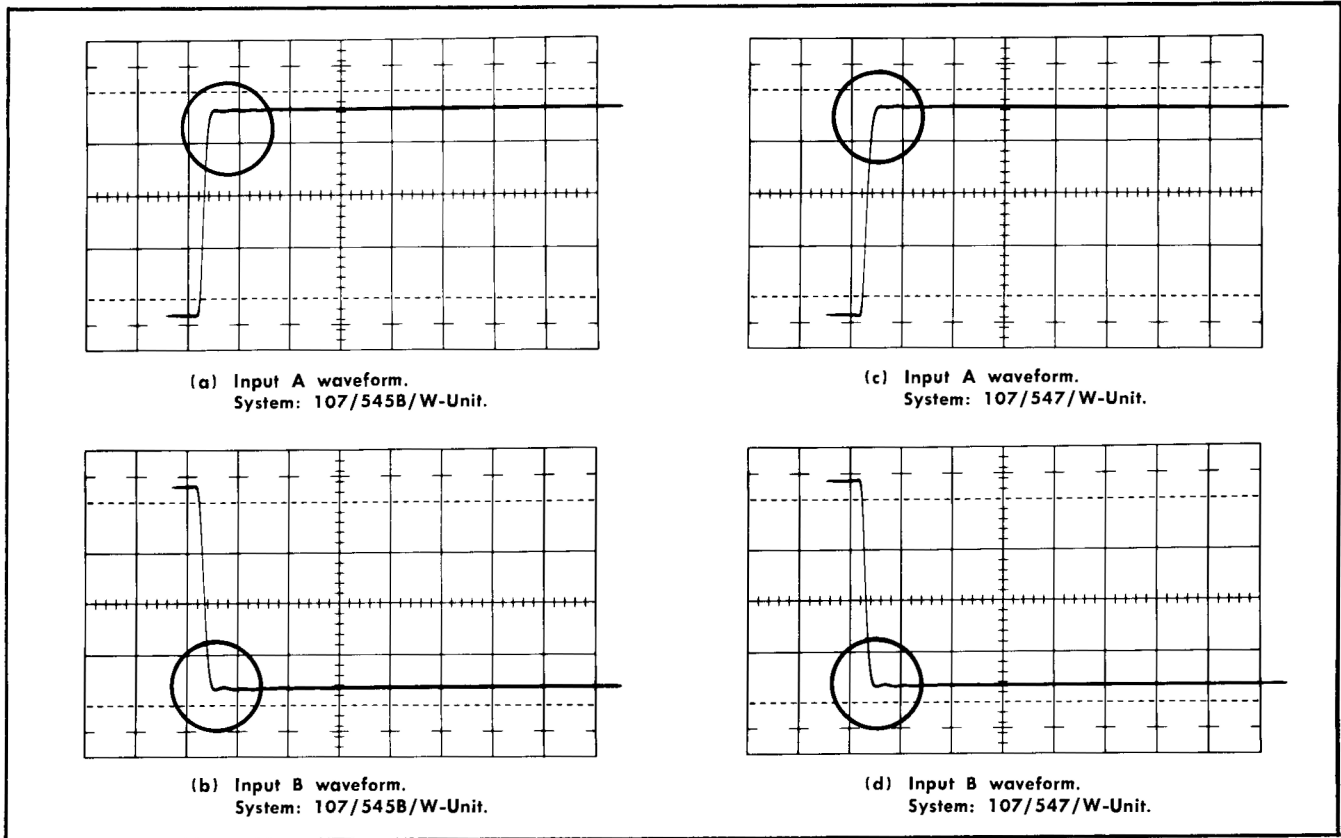 (a) Input A waveform.
System: 107/545B/W-Unit.
(c) Input A waveform.
System: 107/547/W-Unit.
(b) Input B waveform.
System: 107/545B/W-Unit.
(d) Input B waveform.
System: 107/547/W-Unit.